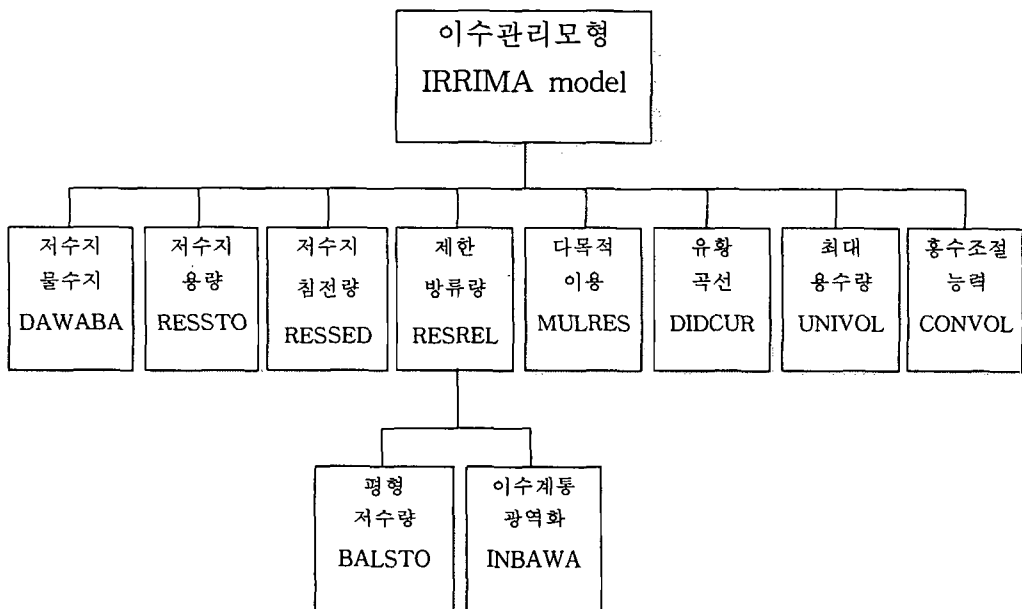 이수관리모형
IRRIMA model
저수지
물수지
DAWABA
저수지
용량
RESSTO
저수지
침전량
RESSED
제한
방류량
RESREL
다목적
이용
MULRES
유황
곡선
DIDCUR
최대
용수량
UNIVOL
홍수조절
능력
CONVOL
평형
저수량
BALSTO
이수계통
광역화
INBAWA